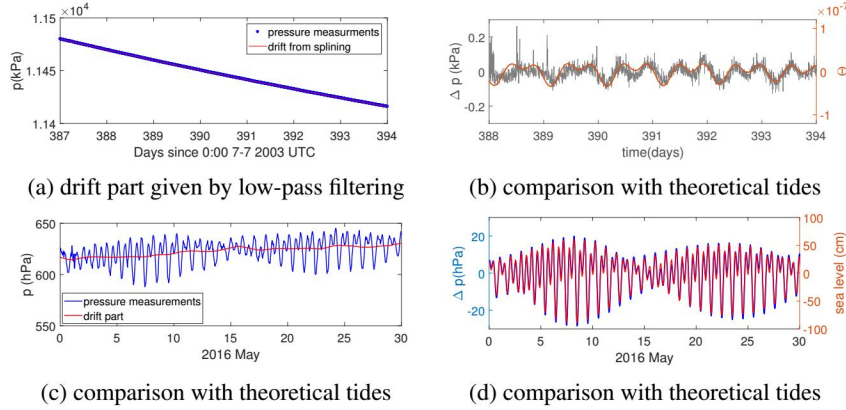 1.15 ×10⁴
p(kPa)
1.145
1.14
pressure measurments
drift from splining
387 388 389 390 391 392 393 394
Days since 0:00 7-7 2003 UTC
(a) drift part given by low-pass filtering
×10⁻⁷
Δ p (kPa)
0.2
0
-0.2
1
0
-1
388 389 390 391 392 393 394
time(days)
(b) comparison with theoretical tides
p (hPa)
650
600
550
pressure measurements
drift part
0 5 10 15 20 25 30
2016 May
(c) comparison with theoretical tides
Δ p(hPa)
20
0
-20
100
50
0
-50
-100
sea level (cm)
0 5 10 15 20 25 30
2016 May
(d) comparison with theoretical tides